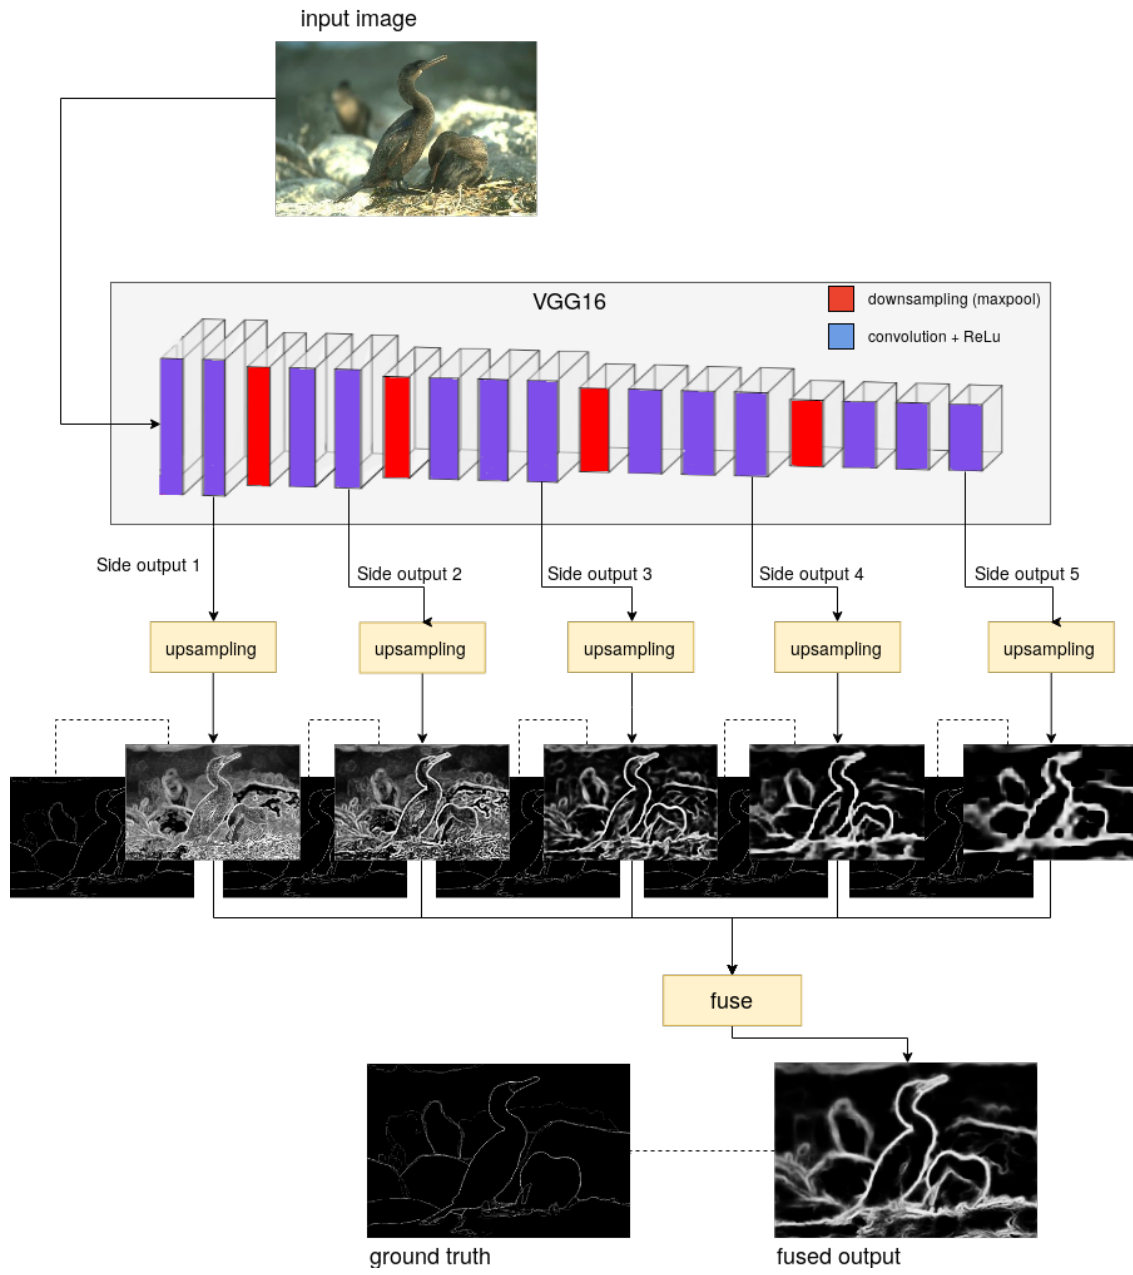 input image
VGG16
downsampling (maxpool)
convolution + ReLu
Side output 1
Side output 2
Side output 3
Side output 4
Side output 5
upsampling
upsampling
upsampling
upsampling
upsampling
fuse
ground truth
fused output